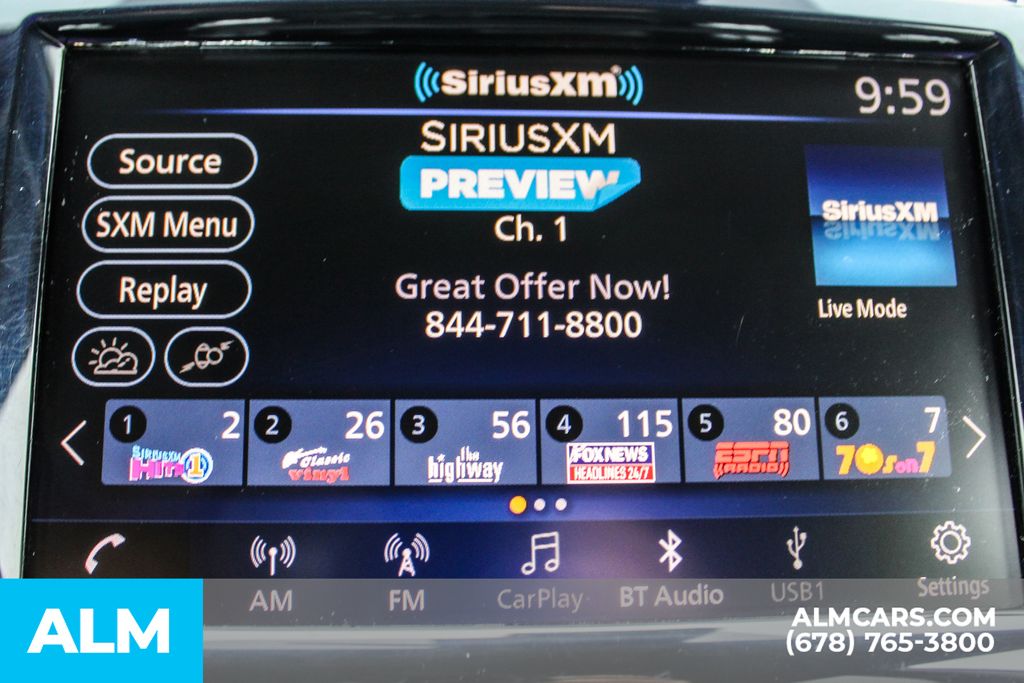 SiriusXM
9:59
SIRIUSXM
PREVIEW
Ch. 1
Source
SXM Menu
Replay
Great Offer Now!
844-711-8800
SiriusXM
Live Mode
1 2
SIRIUSXM
HITS 1
2 26
Classic
vinyl
3 56
the
highway
4 115
FOX NEWS
HEADLINES 24/7
5 80
ESPN
RADIO
6 7
70s on 7
AM
FM
CarPlay
BT Audio
USB1
Settings
ALM
ALMCARS.COM
(678) 765-3800